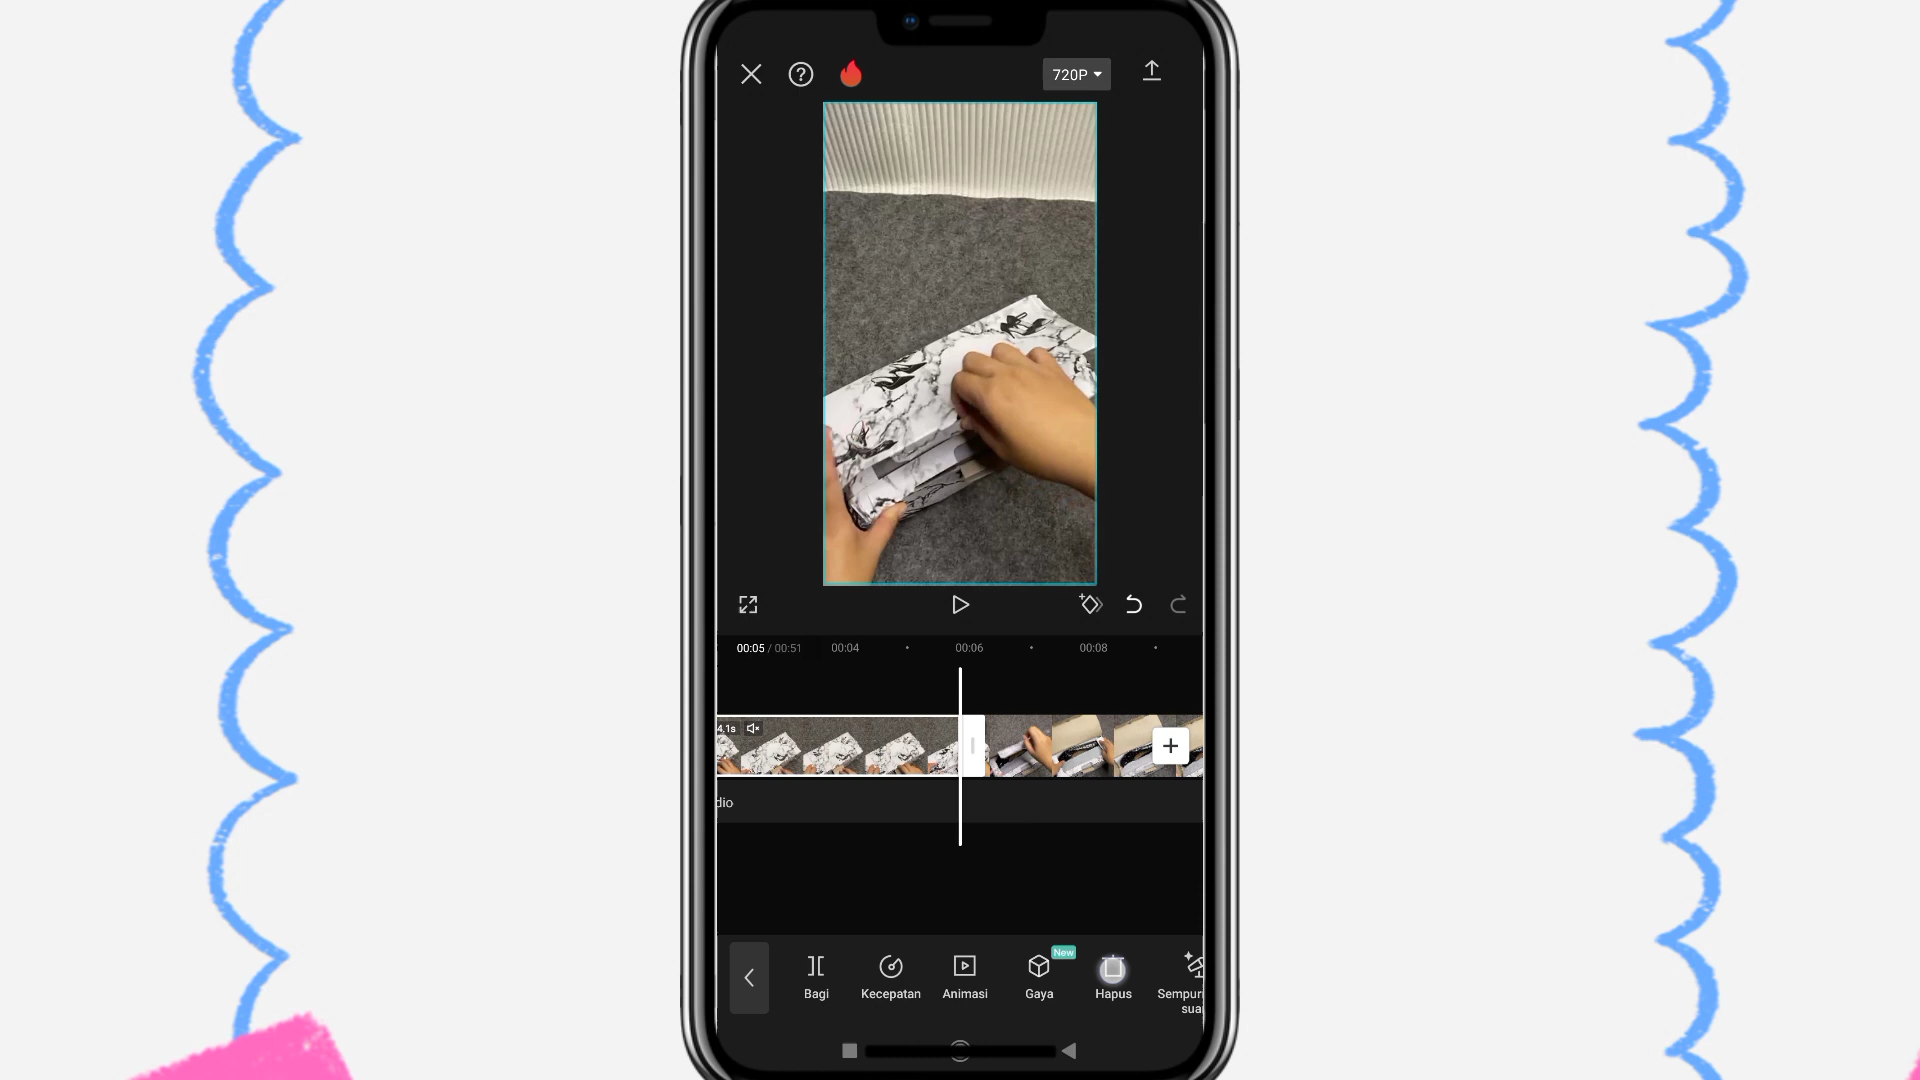 720P
00:05 / 00:51
00:04
00:06
00:08
4.1s
dio
New
Bagi
Kecepatan
Animasi
Gaya
Hapus
Sempur
sua